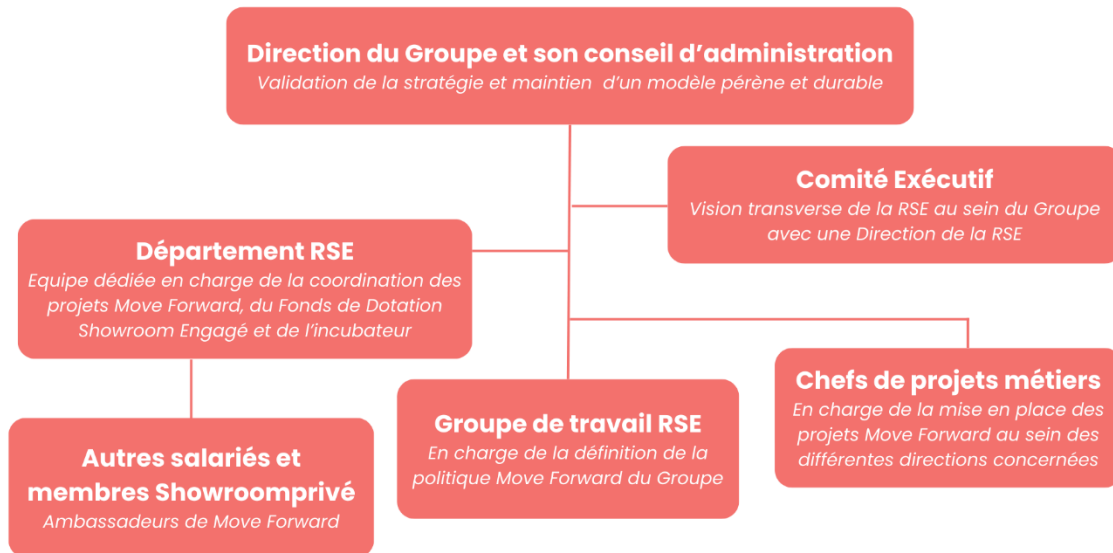 Direction du Groupe et son conseil d’administration
Validation de la stratégie et maintien d’un modèle pérène et durable
Comité Exécutif
Vision transverse de la RSE au sein du Groupe
avec une Direction de la RSE
Département RSE
Equipe dédiée en charge de la coordination des
projets Move Forward, du Fonds de Dotation
Showroom Engagé et de l’incubateur
Chefs de projets métiers
En charge de la mise en place des
projets Move Forward au sein des
différentes directions concernées
Groupe de travail RSE
En charge de la définition de la
politique Move Forward du Groupe
Autres salariés et
membres Showroomprivé
Ambassadeurs de Move Forward